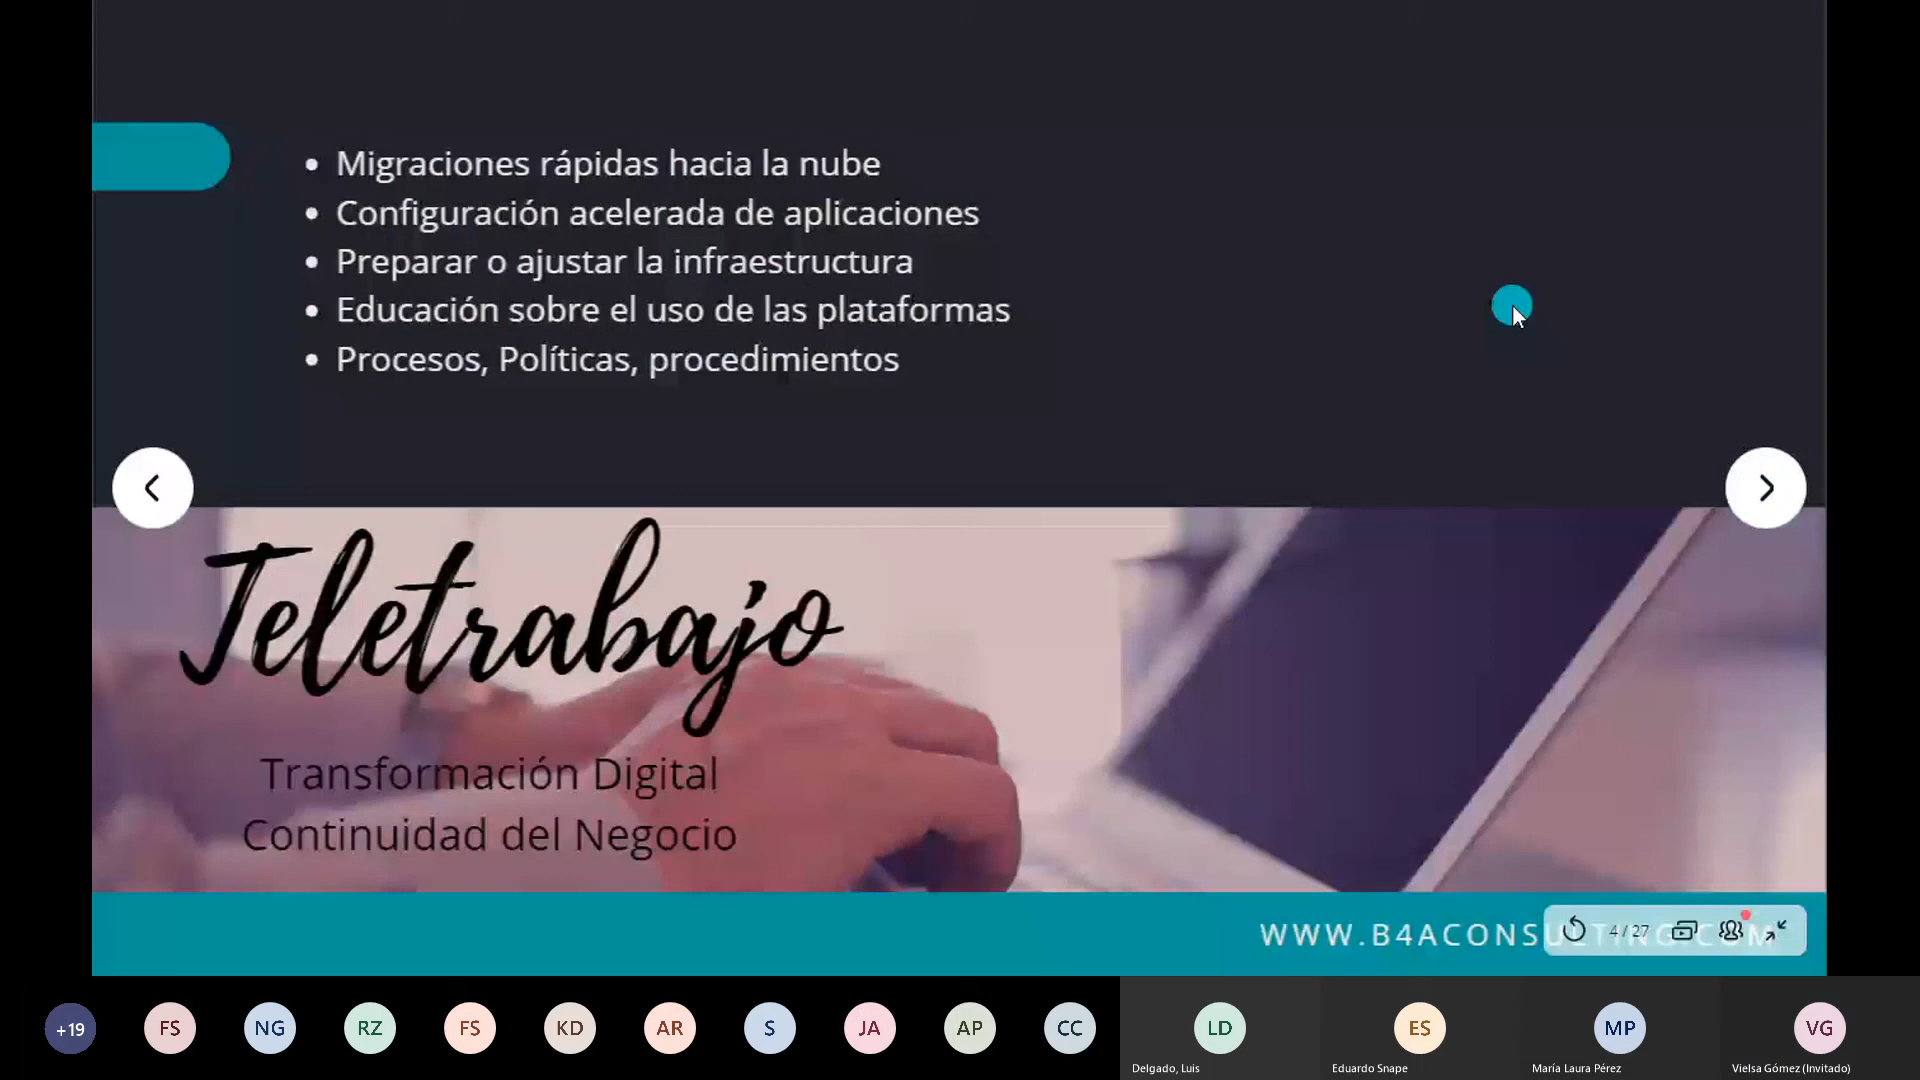 Migraciones rápidas hacia la nube
Configuración acelerada de aplicaciones
Preparar o ajustar la infraestructura
Educación sobre el uso de las plataformas
Procesos, Políticas, procedimientos
Teletrabajo
Transformación Digital
Continuidad del Negocio
WWW.B4ACONSULTING.COM
4 / 27
+19
FS
NG
RZ
FS
KD
AR
S
JA
AP
CC
LD
ES
MP
VG
Delgado, Luis
Eduardo Snape
María Laura Pérez
Vielsa Gómez (Invitado)